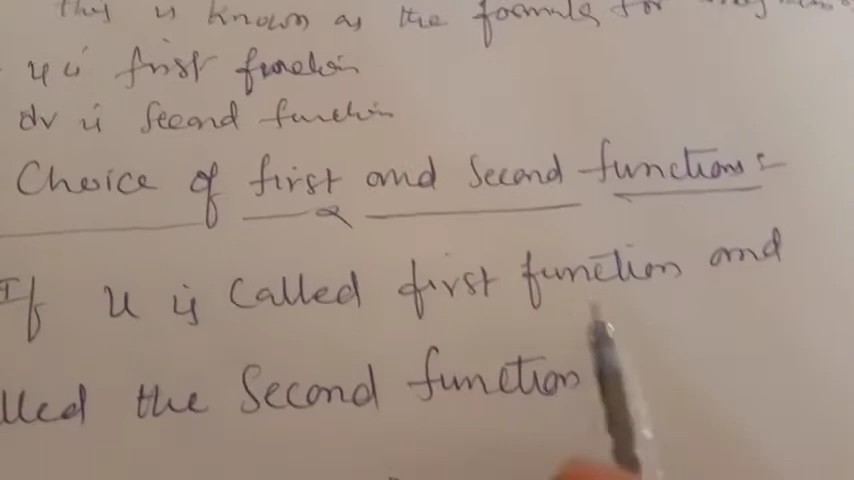 this is known as the formula for
u is first function
dv is second function
Choice of first and second functions:-
If u is called first function and
lled the second function